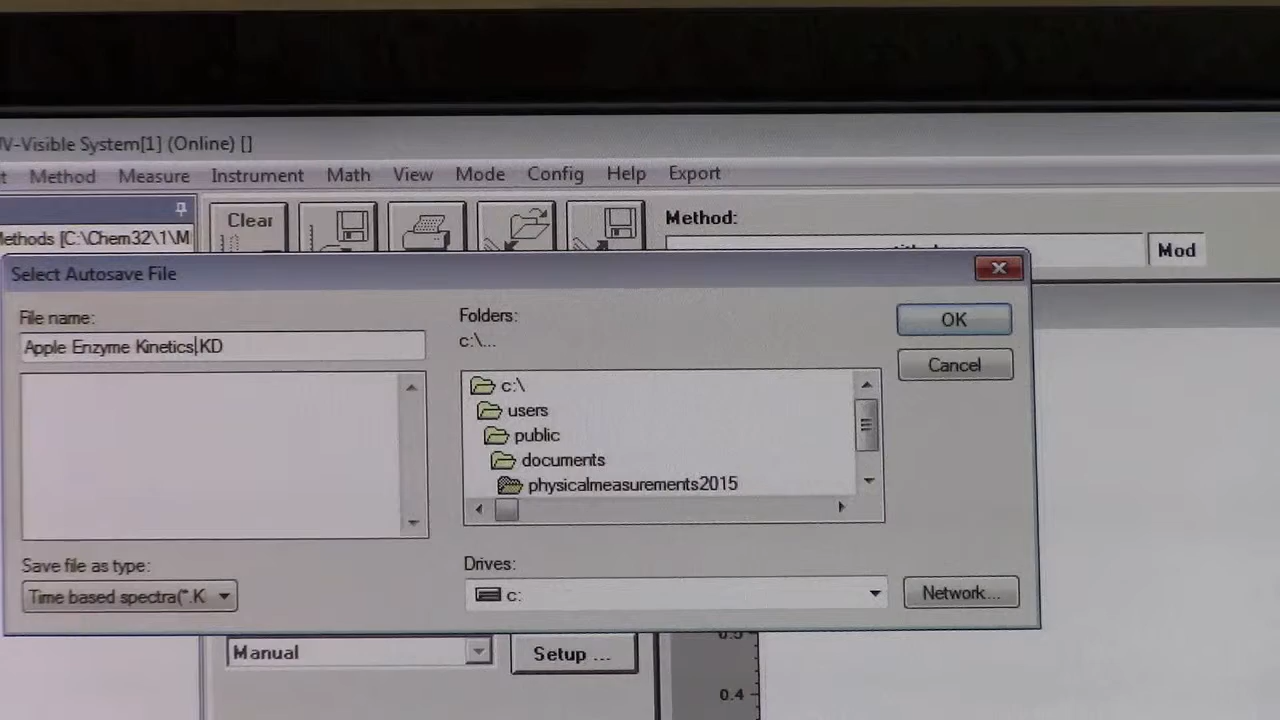 V-Visible System[1] (Online) []
t Method Measure Instrument Math View Mode Config Help Export
Clear
Method:
ethods [C:\Chem32\1\M
Mod
Select Autosave File
File name:
Apple Enzyme Kinetics.KD
Folders:
c:\...
OK
Cancel
c:\
users
public
documents
physicalmeasurements2015
Save file as type:
Time based spectra(*.K
Drives:
c:
Network...
Manual
Setup ...
0.5
0.4